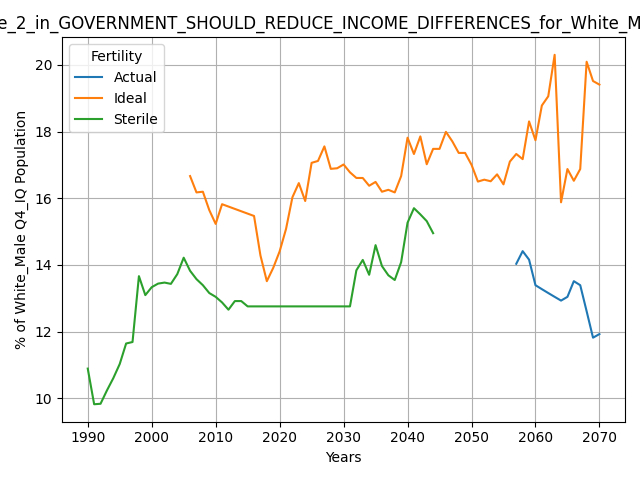 e_2_in_GOVERNMENT_SHOULD_REDUCE_INCOME_DIFFERENCES_for_White_M
Fertility
Actual
Ideal
Sterile
% of White_Male Q4_IQ Population
20
18
16
14
12
10
1990 2000 2010 2020 2030 2040 2050 2060 2070
Years